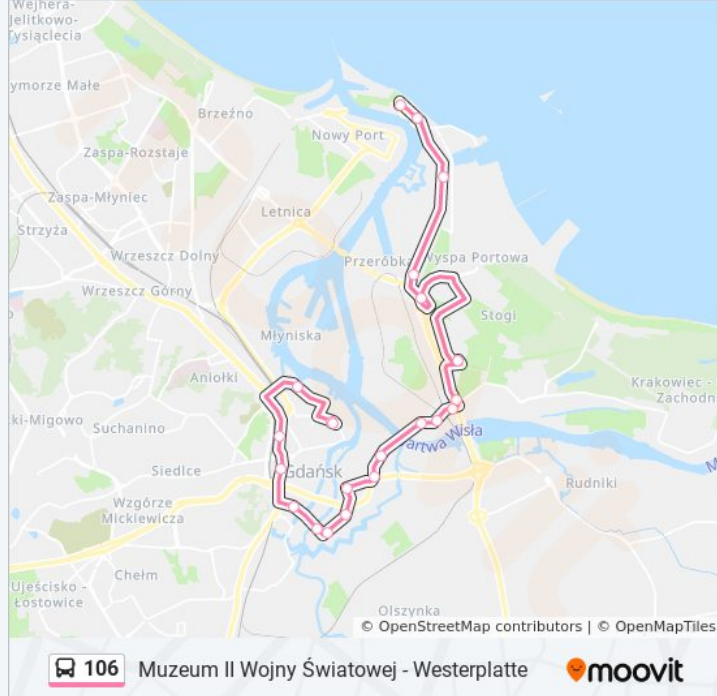 Wejhera-
Jelitkowo-
Tysiąclecia
ymorze Małe
Brzeźno
Nowy Port
Zaspa-Rozstaje
Zaspa-Młyniec
Letnica
Strzyża
Wrzeszcz Dolny
Przeróbka
Wyspa Portowa
Wrzeszcz Górny
Stogi
Młyniska
Aniołki
Krakowiec -
Zachodn
ki-Migowo
Suchanino
artwa Wisła
M
Siedlce
Gdańsk
Rudniki
Wzgórze
Mickiewicza
Chełm
Ujeścisko -
Łostowice
Olszynka
© OpenStreetMap contributors | © OpenMapTiles
106 Muzeum II Wojny Światowej - Westerplatte moovit